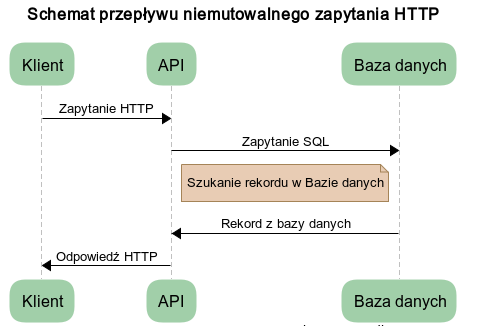 Schemat przepływu niemutowalnego zapytania HTTP
Klient
API
Baza danych
Zapytanie HTTP
Zapytanie SQL
Szukanie rekordu w Bazie danych
Rekord z bazy danych
Odpowiedź HTTP
Klient
API
Baza danych